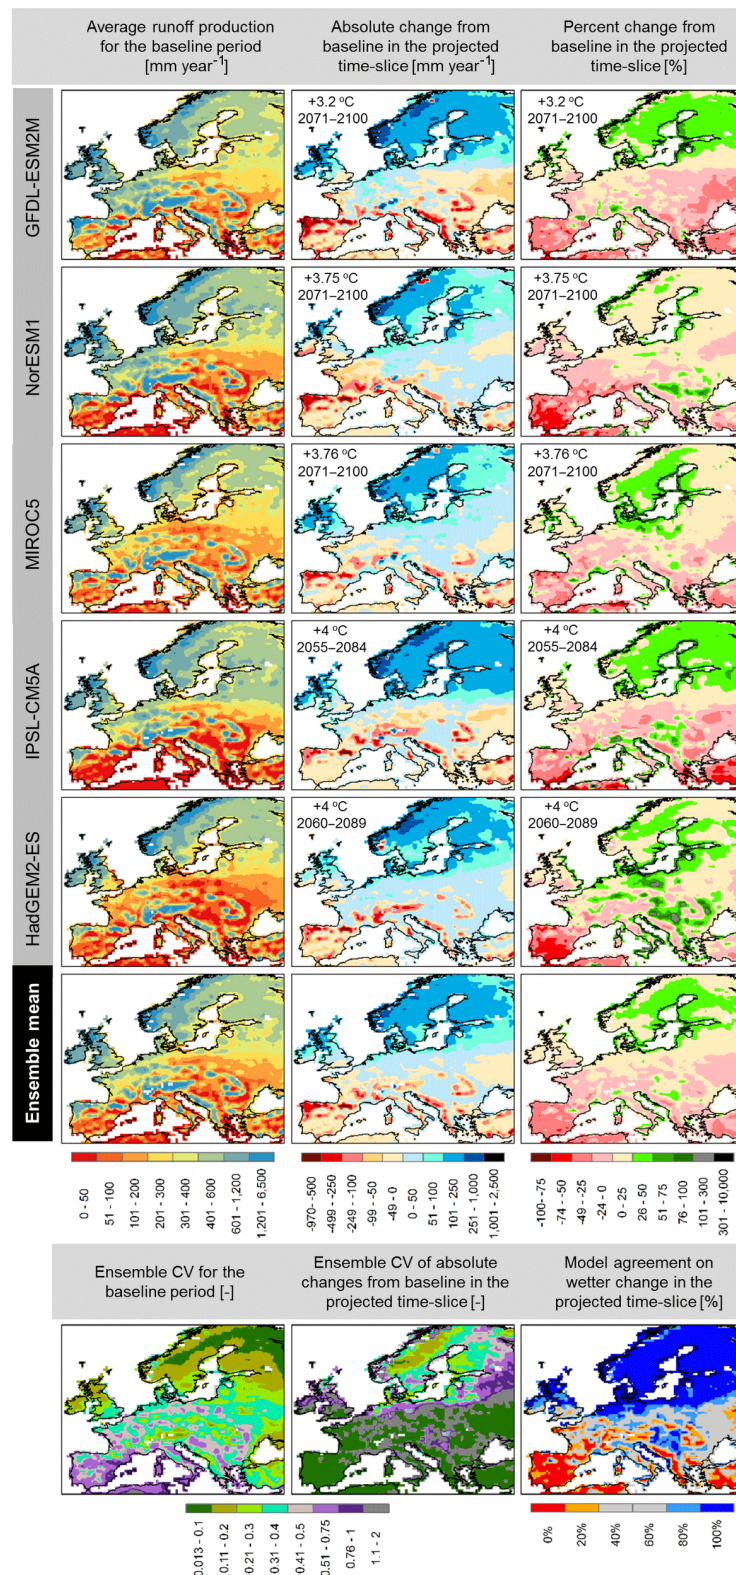 Average runoff production
for the baseline period
[mm year-1]
Absolute change from
baseline in the projected
time-slice [mm year-1]
Percent change from
baseline in the projected
time-slice [%]
GFDL-ESM2M
+3.2 °C
2071–2100
+3.2 °C
2071–2100
NorESM1
+3.75 °C
2071–2100
+3.75 °C
2071–2100
MIROC5
+3.76 °C
2071–2100
+3.76 °C
2071–2100
IPSL-CM5A
+4 °C
2055–2084
+4 °C
2055–2084
HadGEM2-ES
+4 °C
2060–2089
+4 °C
2060–2089
Ensemble mean
0 - 50
51 - 100
101 - 200
201 - 300
301 - 400
401 - 600
601 - 1,200
1,201 - 6,500
-970--500
-499--250
-249--100
-99--50
-49 - 0
0 - 50
51 - 100
101 - 250
251 - 1,000
1,001 - 2,500
-100--75
-74--50
-49--25
-24 - 0
0 - 25
26 - 50
51 - 75
76 - 100
101 - 300
301 - 10,000
Ensemble CV for the
baseline period [-]
Ensemble CV of absolute
changes from baseline in the
projected time-slice [-]
Model agreement on
wetter change in the
projected time-slice [%]
0.013 - 0.1
0.11 - 0.2
0.21 - 0.3
0.31 - 0.4
0.41 - 0.5
0.51 - 0.75
0.76 - 1
1.1 - 2
0%
20%
40%
60%
80%
100%